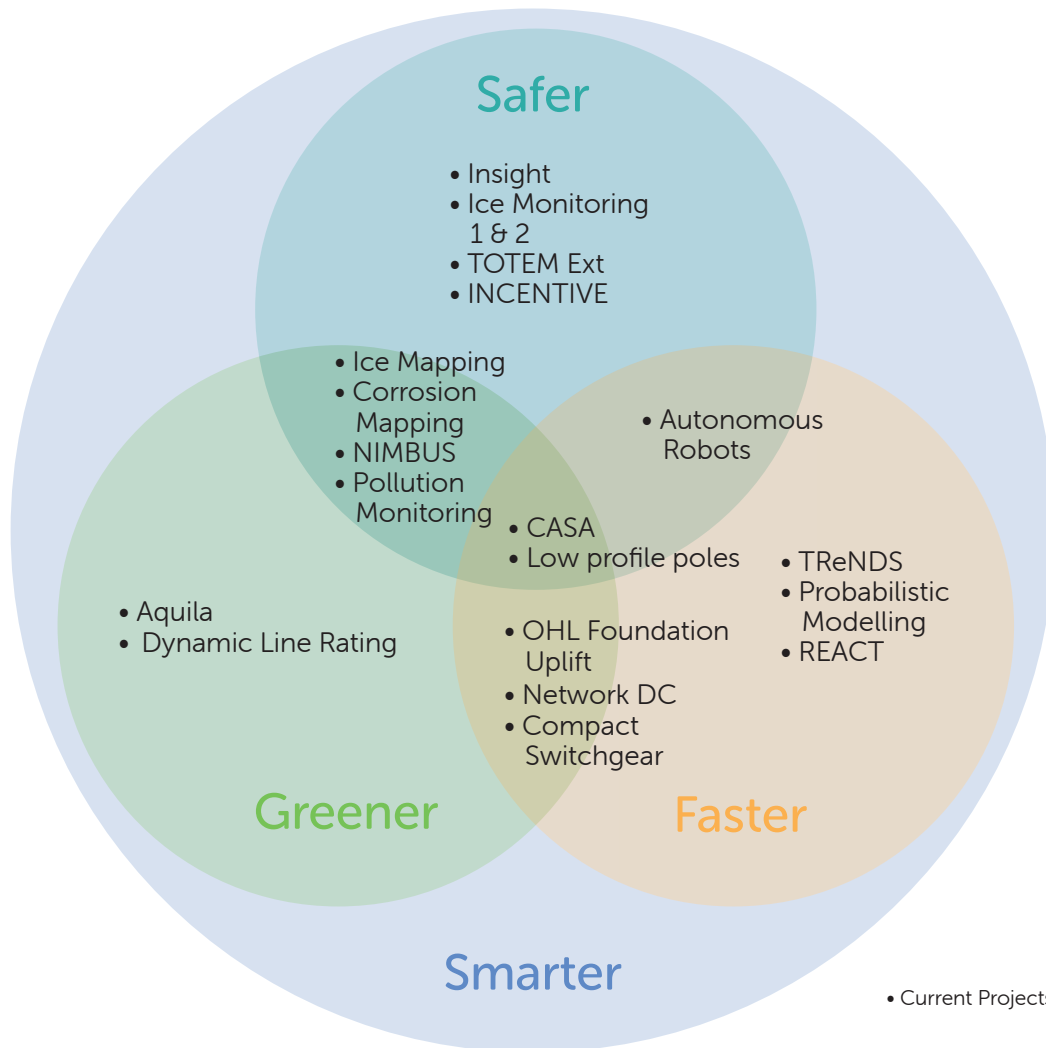 Safer
• Insight
• Ice Monitoring
1 & 2
• TOTEM Ext
• INCENTIVE
• Ice Mapping
• Corrosion
Mapping
• NIMBUS
• Pollution
Monitoring
• Autonomous
Robots
• CASA
• Low profile poles
• TReNDS
• Probabilistic
Modelling
• REACT
• Aquila
• Dynamic Line Rating
• OHL Foundation
Uplift
• Network DC
• Compact
Switchgear
Greener
Faster
Smarter
• Current Projects